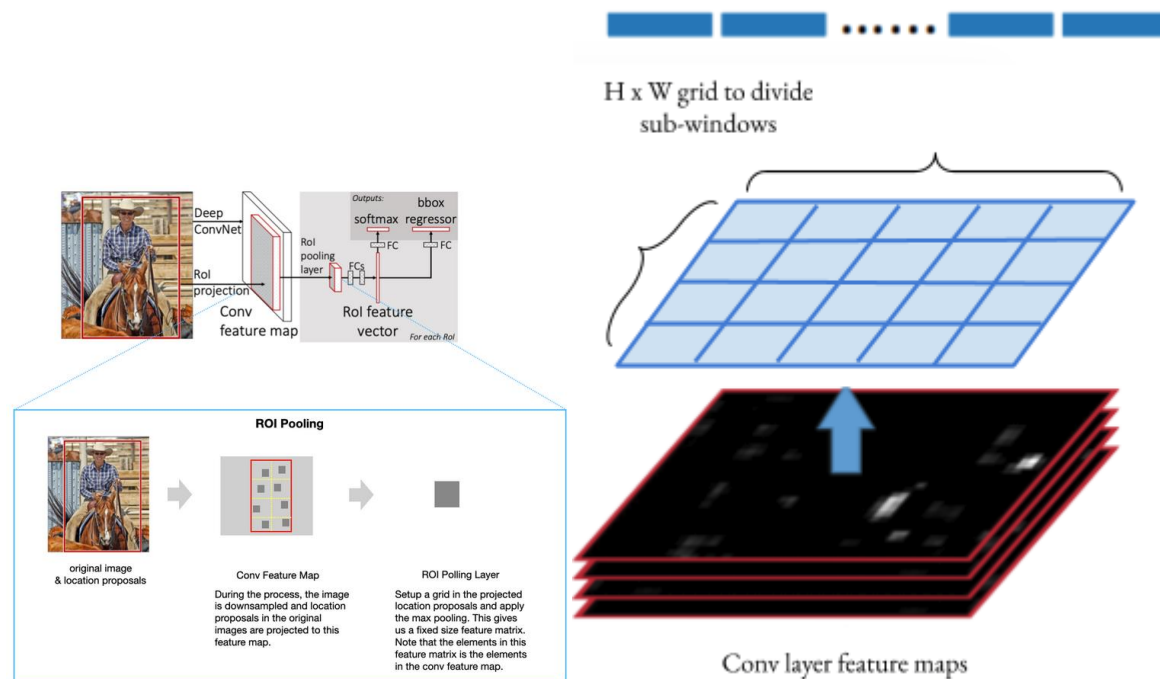 H x W grid to divide
sub-windows
Outputs:
bbox
softmax
regressor
Deep
ConvNet
FC
FC
RoI
pooling
layer
FCs
RoI
projection
Conv
feature map
RoI feature
vector
For each RoI
ROI Pooling
original image
& location proposals
Conv Feature Map
During the process, the image
is downsampled and location
proposals in the original
images are projected to this
feature map.
ROI Polling Layer
Setup a grid in the projected
location proposals and apply
the max pooling. This gives
us a fixed size feature matrix.
Note that the elements in this
feature matrix is the elements
in the conv feature map.
Conv layer feature maps